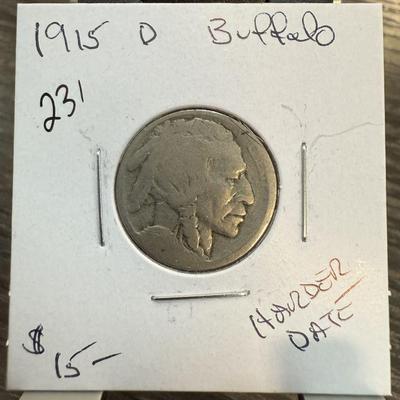 1915 D Buffalo
231
HARDER
DATE
$15-